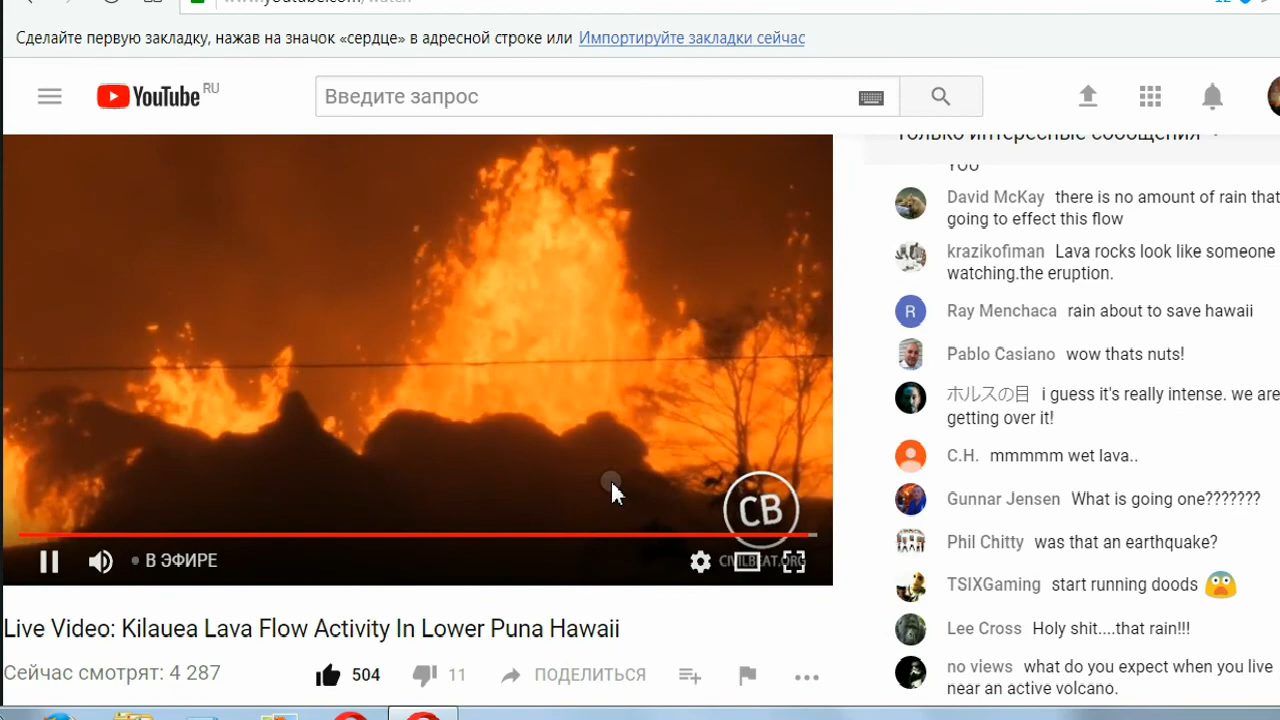 www.youtube.com/watch
12
Сделайте первую закладку, нажав на значок «сердце» в адресной строке или Импортируйте закладки сейчас
YouTube RU
Введите запрос
только интересные сообщения
YOU
David McKay there is no amount of rain that
going to effect this flow
krazikofiman Lava rocks look like someone
watching.the eruption.
R Ray Menchaca rain about to save hawaii
Pablo Casiano wow thats nuts!
ホルスの目 i guess it's really intense. we are
getting over it!
C.H. mmmmm wet lava..
Gunnar Jensen What is going one???????
Phil Chitty was that an earthquake?
TSIXGaming start running doods 😨
Lee Cross Holy shit....that rain!!!
no views what do you expect when you live
near an active volcano.
CB
CIVILBEAT.ORG
В ЭФИРЕ
Live Video: Kilauea Lava Flow Activity In Lower Puna Hawaii
Сейчас смотрят: 4 287
504
11
ПОДЕЛИТЬСЯ